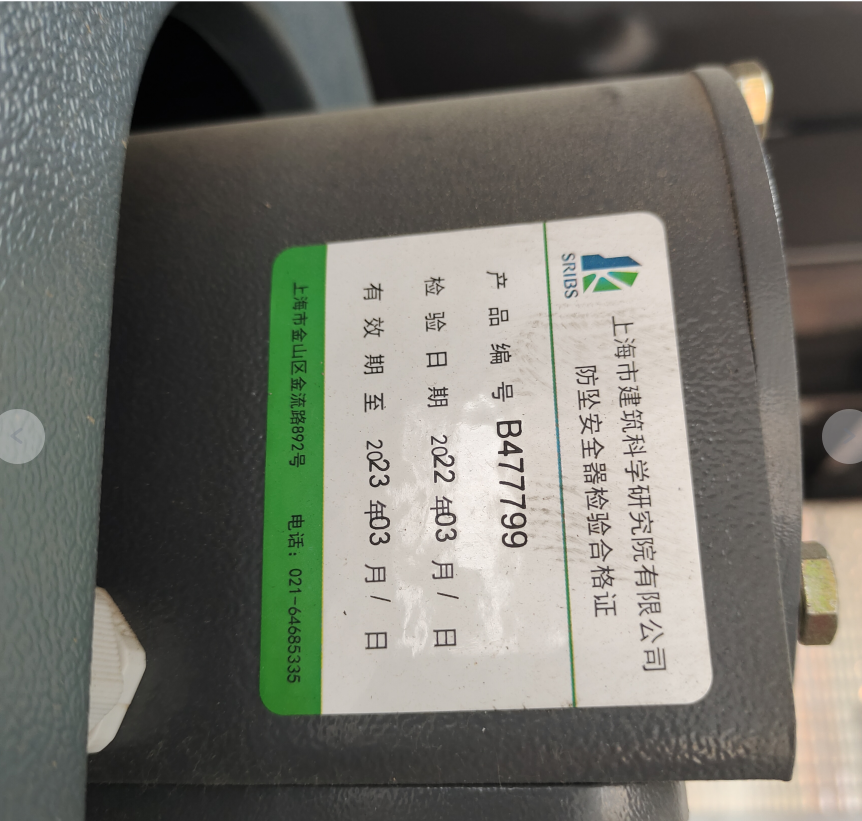 SRIBS
上海市建筑科学研究院有限公司
防坠安全器检验合格证
产品编号 B477799
检验日期 2022年03月/日
有效期至 2023年03月/日
上海市金山区金流路892号 电话：021-64685335